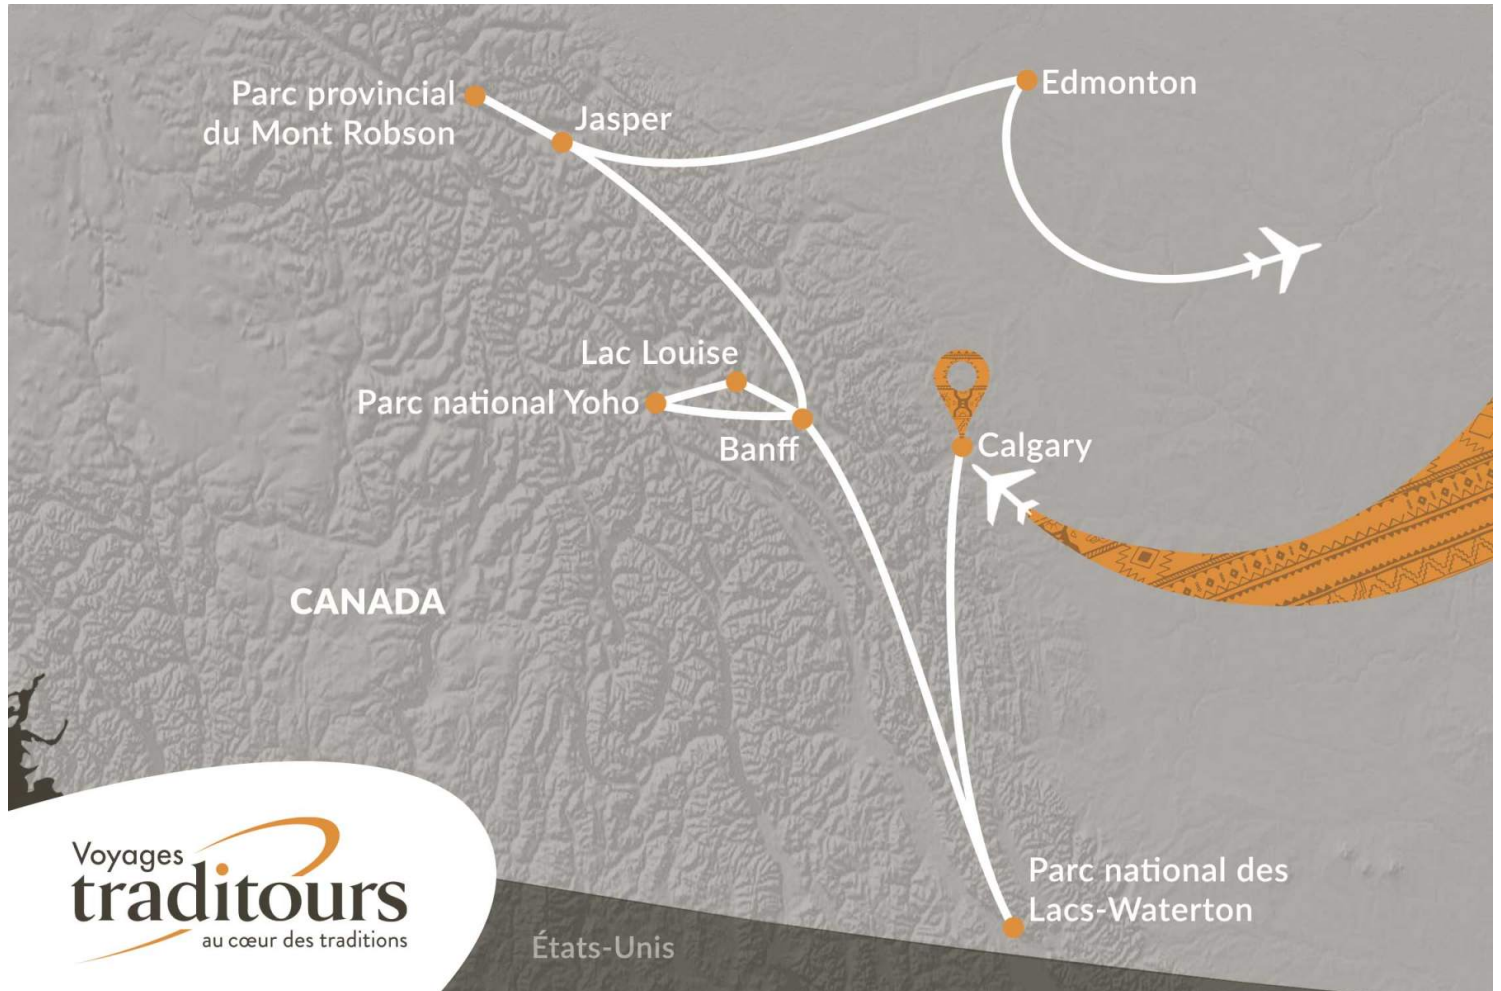 Parc provincial
du Mont Robson
Jasper
Edmonton
Lac Louise
Parc national Yoho
Banff
Calgary
CANADA
Parc national des
Lacs-Waterton
États-Unis
Voyages
traditours
au cœur des traditions